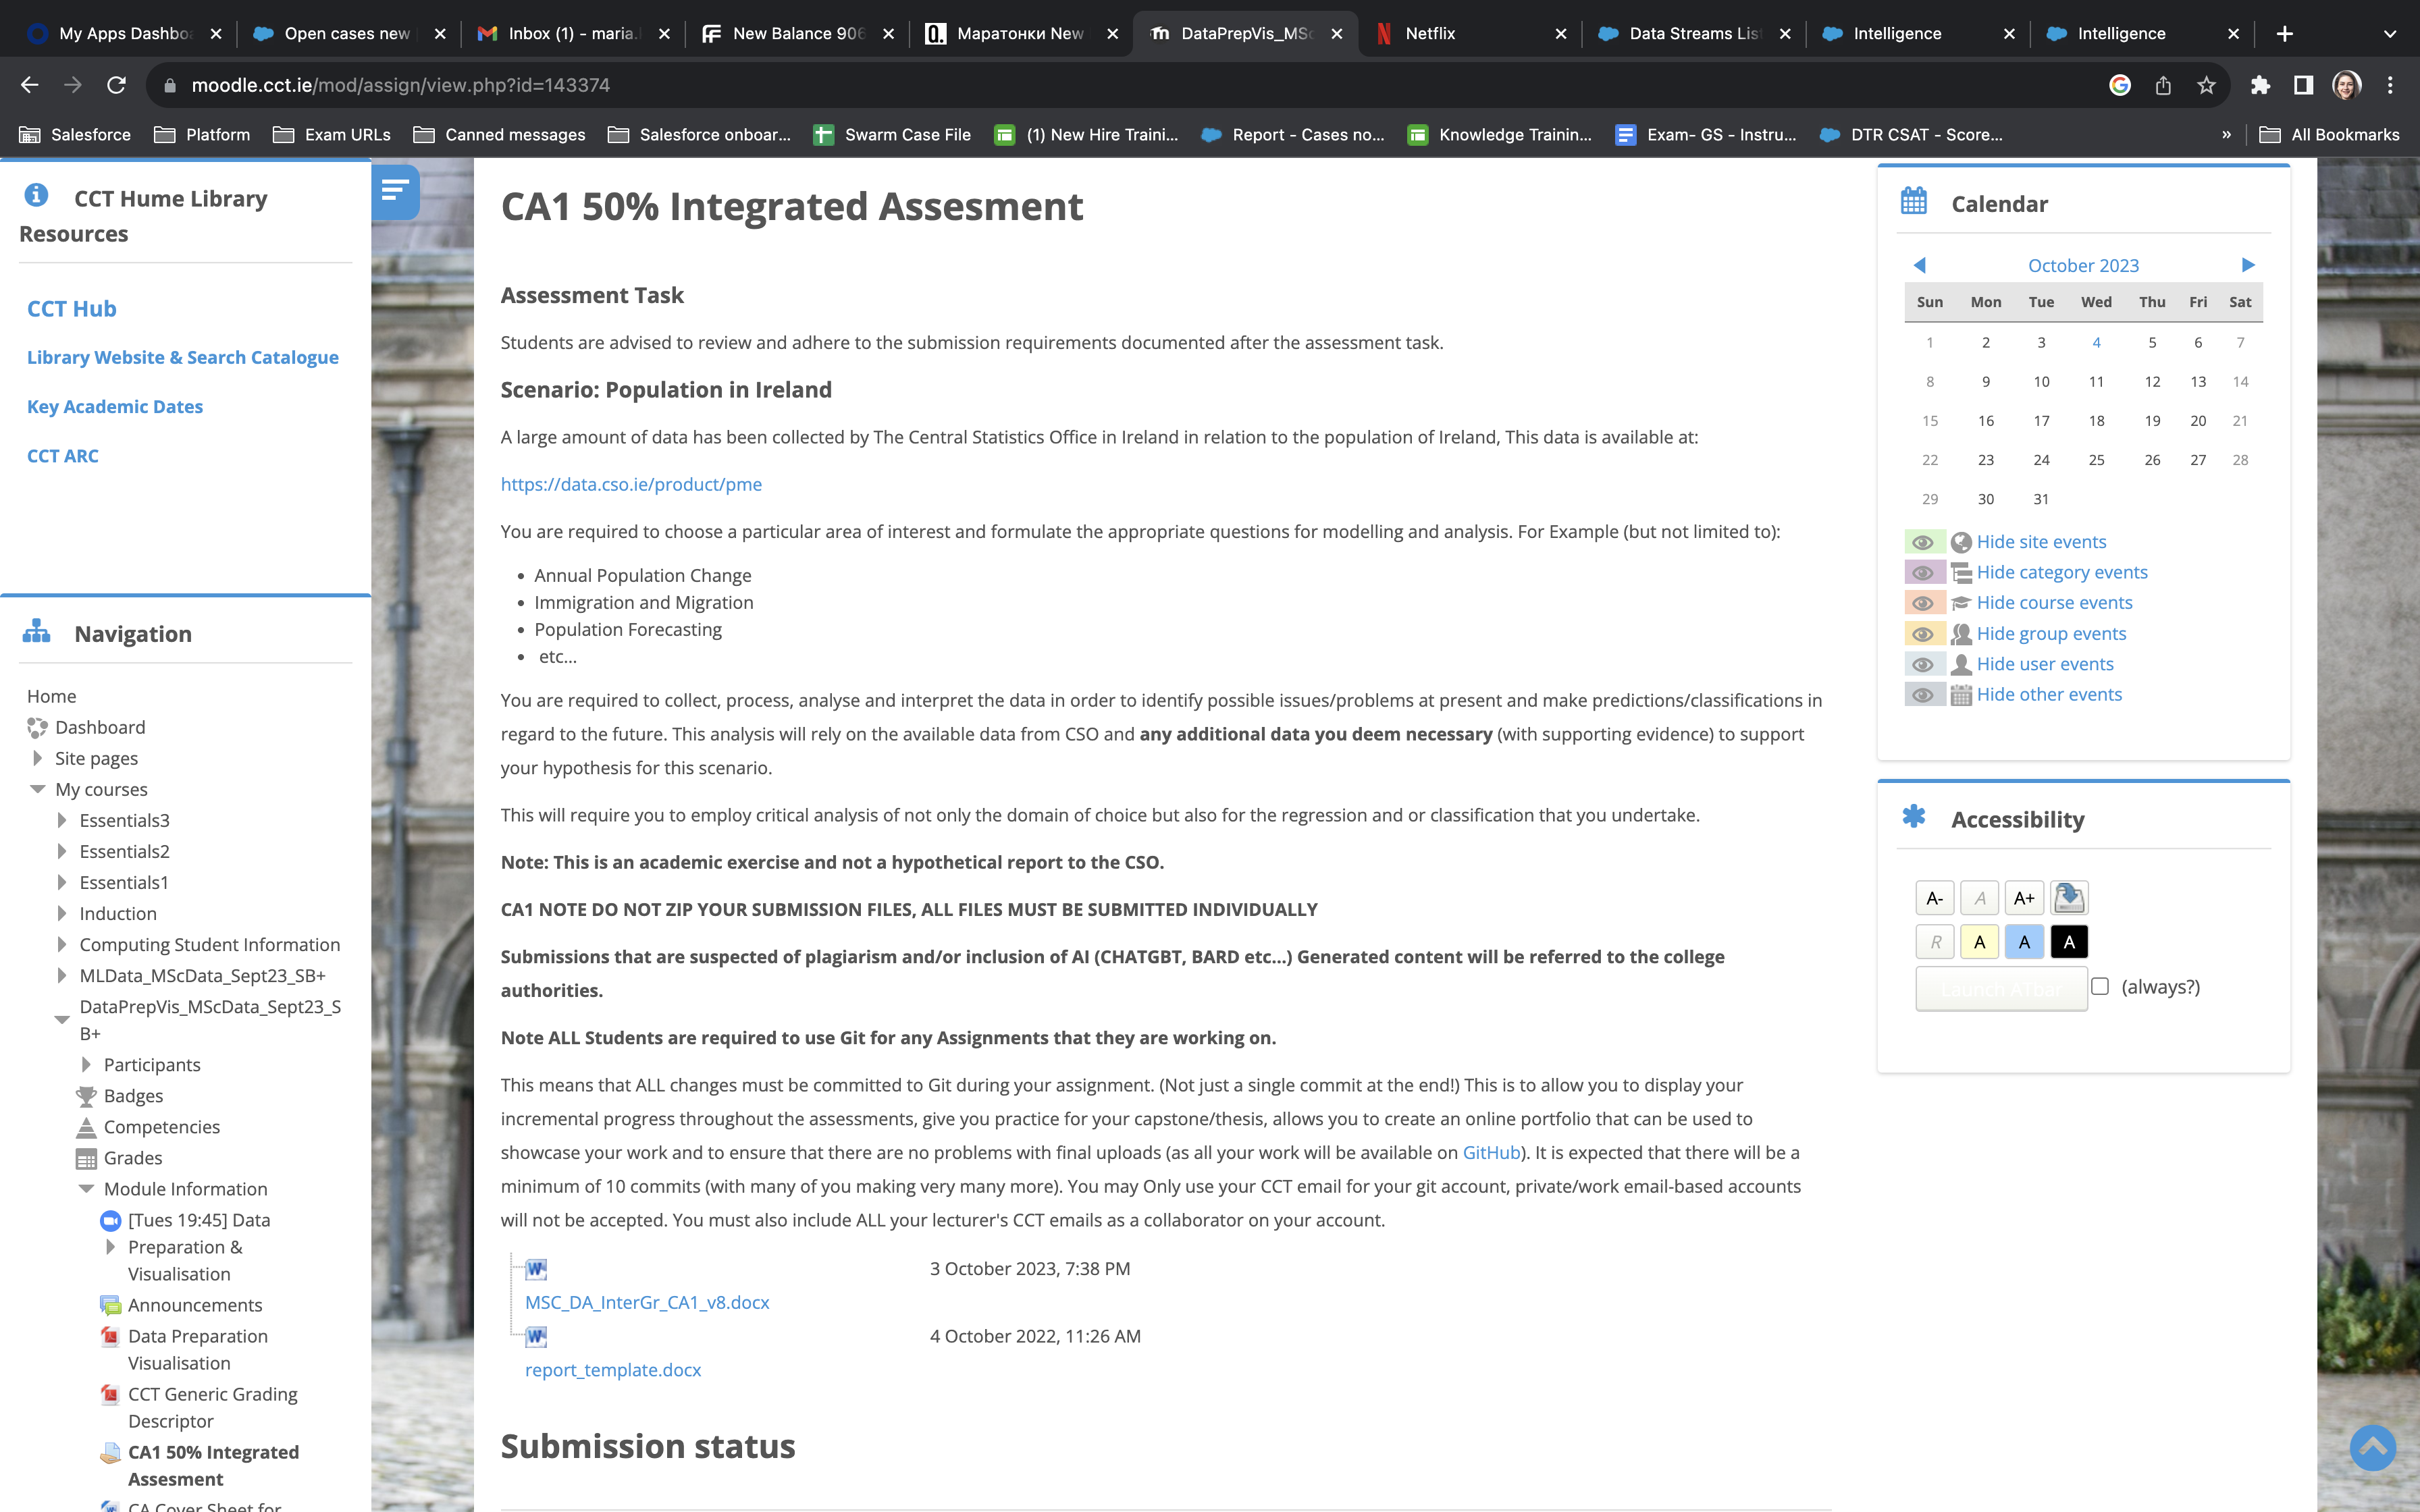 My Apps Dashbo
Open cases new
Inbox (1) - maria.
New Balance 906
Маратонки New
DataPrepVis_MSc
Netflix
Data Streams List
Intelligence
Intelligence
moodle.cct.ie/mod/assign/view.php?id=143374
Salesforce
Platform
Exam URLs
Canned messages
Salesforce onboar...
Swarm Case File
(1) New Hire Traini...
Report - Cases no...
Knowledge Trainin...
Exam- GS - Instru...
DTR CSAT - Score...
»
All Bookmarks
CCT Hume Library
Resources
CCT Hub
Library Website & Search Catalogue
Key Academic Dates
CCT ARC
Navigation
Home
Dashboard
Site pages
My courses
Essentials3
Essentials2
Essentials1
Induction
Computing Student Information
MLData_MScData_Sept23_SB+
DataPrepVis_MScData_Sept23_S
B+
Participants
Badges
Competencies
Grades
Module Information
[Tues 19:45] Data
Preparation &
Visualisation
Announcements
Data Preparation
Visualisation
CCT Generic Grading
Descriptor
CA1 50% Integrated
Assesment
CA Cover Sheet for
CA1 50% Integrated Assesment
Assessment Task
Students are advised to review and adhere to the submission requirements documented after the assessment task.
Scenario: Population in Ireland
A large amount of data has been collected by The Central Statistics Office in Ireland in relation to the population of Ireland, This data is available at:
https://data.cso.ie/product/pme
You are required to choose a particular area of interest and formulate the appropriate questions for modelling and analysis. For Example (but not limited to):
• Annual Population Change
• Immigration and Migration
• Population Forecasting
• etc...
You are required to collect, process, analyse and interpret the data in order to identify possible issues/problems at present and make predictions/classifications in
regard to the future. This analysis will rely on the available data from CSO and any additional data you deem necessary (with supporting evidence) to support
your hypothesis for this scenario.
This will require you to employ critical analysis of not only the domain of choice but also for the regression and or classification that you undertake.
Note: This is an academic exercise and not a hypothetical report to the CSO.
CA1 NOTE DO NOT ZIP YOUR SUBMISSION FILES, ALL FILES MUST BE SUBMITTED INDIVIDUALLY
Submissions that are suspected of plagiarism and/or inclusion of AI (CHATGBT, BARD etc...) Generated content will be referred to the college
authorities.
Note ALL Students are required to use Git for any Assignments that they are working on.
This means that ALL changes must be committed to Git during your assignment. (Not just a single commit at the end!) This is to allow you to display your
incremental progress throughout the assessments, give you practice for your capstone/thesis, allows you to create an online portfolio that can be used to
showcase your work and to ensure that there are no problems with final uploads (as all your work will be available on GitHub). It is expected that there will be a
minimum of 10 commits (with many of you making very many more). You may Only use your CCT email for your git account, private/work email-based accounts
will not be accepted. You must also include ALL your lecturer's CCT emails as a collaborator on your account.
3 October 2023, 7:38 PM
MSC_DA_InterGr_CA1_v8.docx
4 October 2022, 11:26 AM
report_template.docx
Submission status
Calendar
October 2023
Sun Mon Tue Wed Thu Fri Sat
1 2 3 4 5 6 7
8 9 10 11 12 13 14
15 16 17 18 19 20 21
22 23 24 25 26 27 28
29 30 31
Hide site events
Hide category events
Hide course events
Hide group events
Hide user events
Hide other events
Accessibility
A- A A+
R A A A
Launch ATbar
(always?)